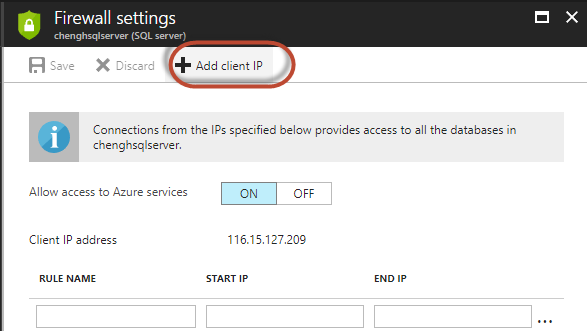 Firewall settings
chenghsqlserver (SQL server)
Save Discard Add client IP
Connections from the IPs specified below provides access to all the databases in
chenghsqlserver.
Allow access to Azure services ON OFF
Client IP address 116.15.127.209
RULE NAME START IP END IP
...